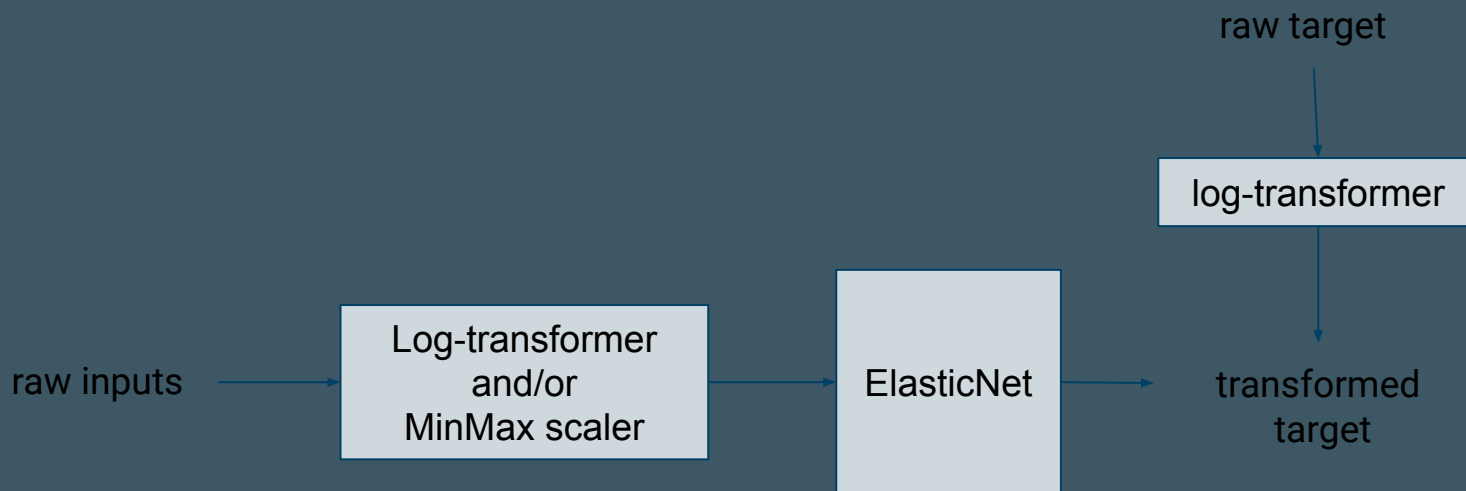 raw target
log-transformer
Log-transformer
and/or
MinMax scaler
raw inputs
ElasticNet
transformed
target